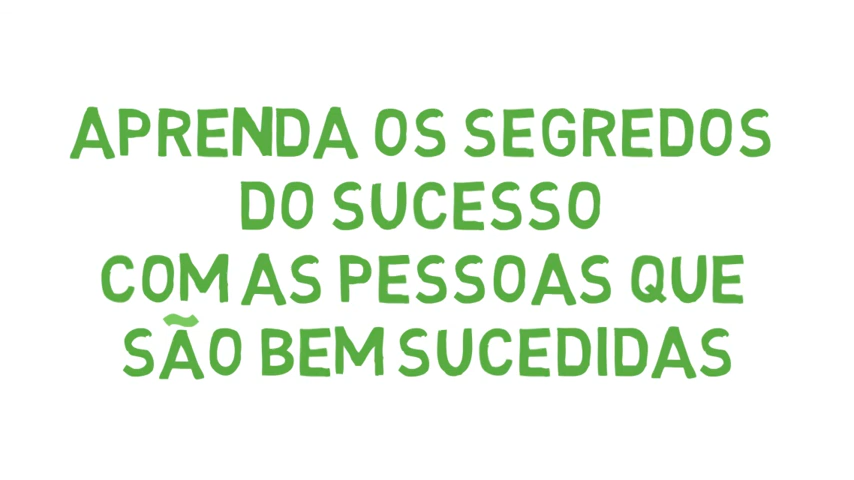 APRENDA OS SEGREDOS
DO SUCESSO
COM AS PESSOAS QUE
SÃO BEM SUCEDIDAS